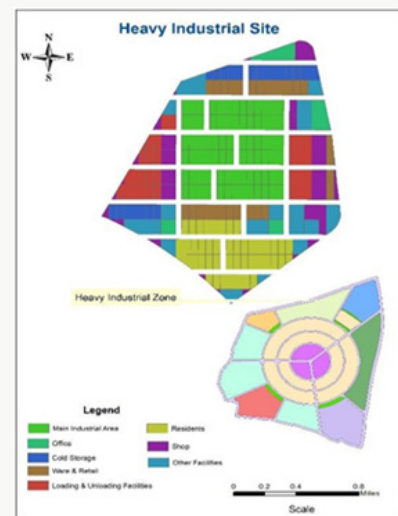 Heavy Industrial Site
N
W E
S
Heavy Industrial Zone
Legend
Main Industrial Area
Office
Cold Storage
Ware & Retail
Loading & Unloading Facilities
Residents
Shop
Other Facilities
0 0.2 0.4 0.8
Miles
Scale